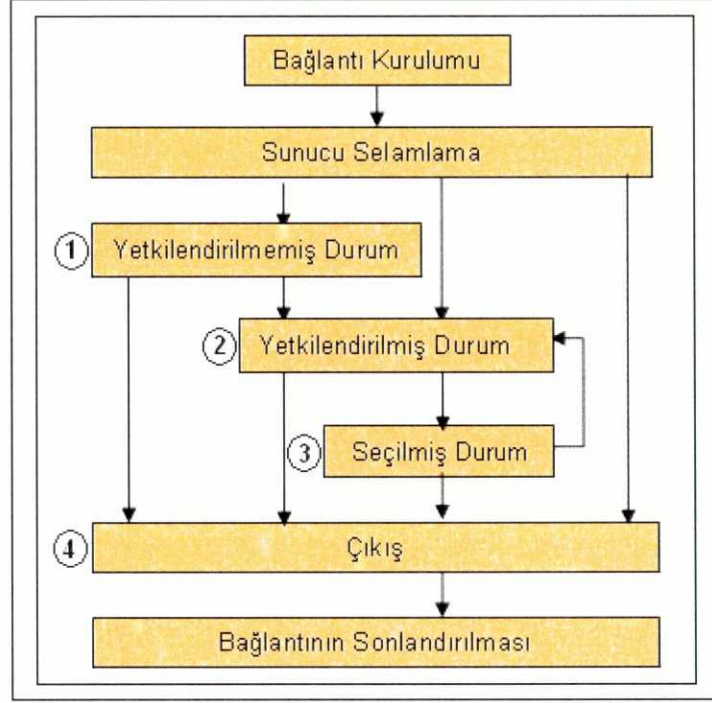 Bağlantı Kurulumu
Sunucu Selamlama
1 Yetkilendirilmemiş Durum
2 Yetkilendirilmiş Durum
3 Seçilmiş Durum
4 Çıkış
Bağlantının Sonlandırılması